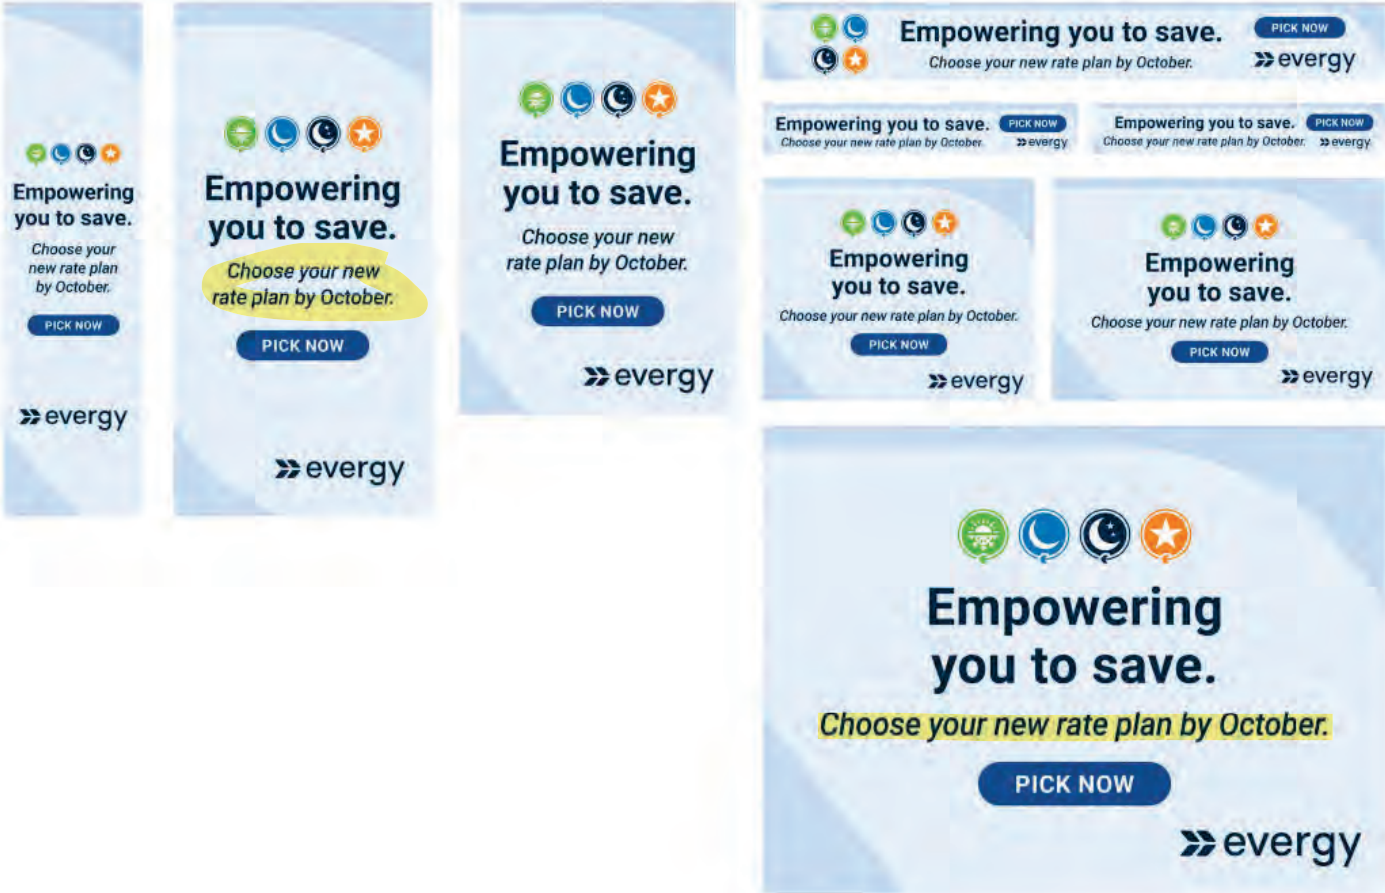 Empowering
you to save.
Choose your
new rate plan
by October.
PICK NOW
evergy
Empowering
you to save.
Choose your new
rate plan by October.
PICK NOW
evergy
Empowering
you to save.
Choose your new
rate plan by October.
PICK NOW
evergy
Empowering you to save.
Choose your new rate plan by October.
PICK NOW
evergy
Empowering you to save.
Choose your new rate plan by October.
PICK NOW
evergy
Empowering you to save.
Choose your new rate plan by October.
PICK NOW
evergy
Empowering
you to save.
Choose your new rate plan by October.
PICK NOW
evergy
Empowering
you to save.
Choose your new rate plan by October.
PICK NOW
evergy
Empowering
you to save.
Choose your new rate plan by October.
PICK NOW
evergy